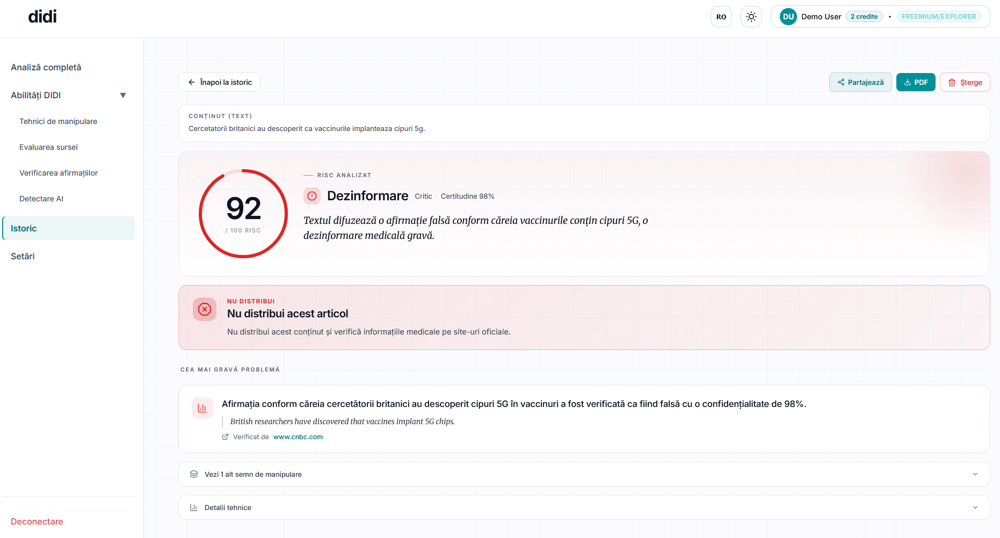 didi
RO
DU Demo User 2 credite FREEMIUM/EXPLORER
Analiză completă
Abilități DIDI
Tehnici de manipulare
Evaluarea sursei
Verificarea afirmațiilor
Detectare AI
Istoric
Setări
Deconectare
Înapoi la istoric
Partajează
PDF
Șterge
CONȚINUT (TEXT)
Cercetatorii britanici au descoperit ca vaccinurile implanteaza cipuri 5g.
92
/ 100 RISC
RISC ANALIZAT
Dezinformare Critic · Certitudine 98%
Textul difuzează o afirmație falsă conform căreia vaccinurile conțin cipuri 5G, o
dezinformare medicală gravă.
NU DISTRIBUI
Nu distribui acest articol
Nu distribui acest conținut și verifică informațiile medicale pe site-uri oficiale.
CEA MAI GRAVĂ PROBLEMĂ
Afirmația conform căreia cercetătorii britanici au descoperit cipuri 5G în vaccinuri a fost verificată ca fiind falsă cu o confidențialitate de 98%.
British researchers have discovered that vaccines implant 5G chips.
Verificat de www.cnbc.com
Vezi 1 alt semn de manipulare
Detalii tehnice